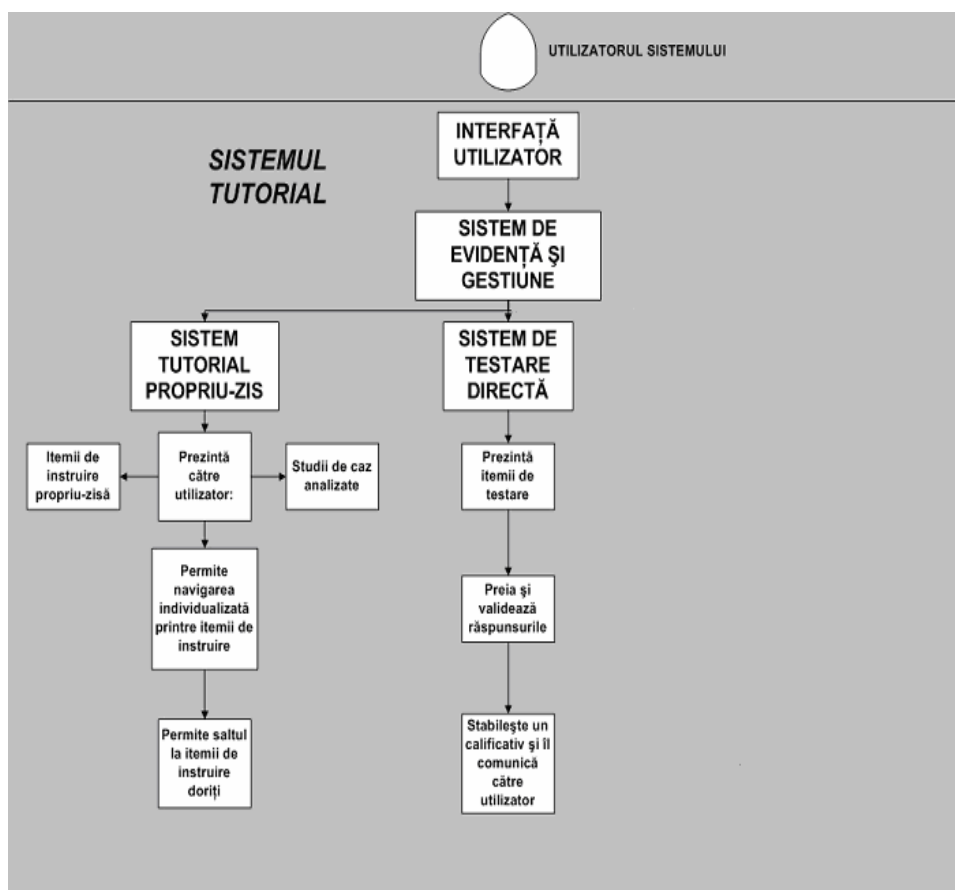 UTILIZATORUL SISTEMULUI
INTERFAȚĂ
UTILIZATOR
SISTEMUL
TUTORIAL
SISTEM DE
EVIDENȚĂ ŞI
GESTIUNE
SISTEM
TUTORIAL
PROPRIU-ZIS
SISTEM DE
TESTARE
DIRECTĂ
Itemii de
instruire
propriu-zisă
Prezintă
către
utilizator:
Studii de caz
analizate
Prezintă
itemii de
testare
Permite
navigarea
individualizată
printre itemii de
instruire
Preia şi
validează
răspunsurile
Permite saltul
la itemii de
instruire
doriți
Stabileşte un
calificativ şi îl
comunică
către
utilizator